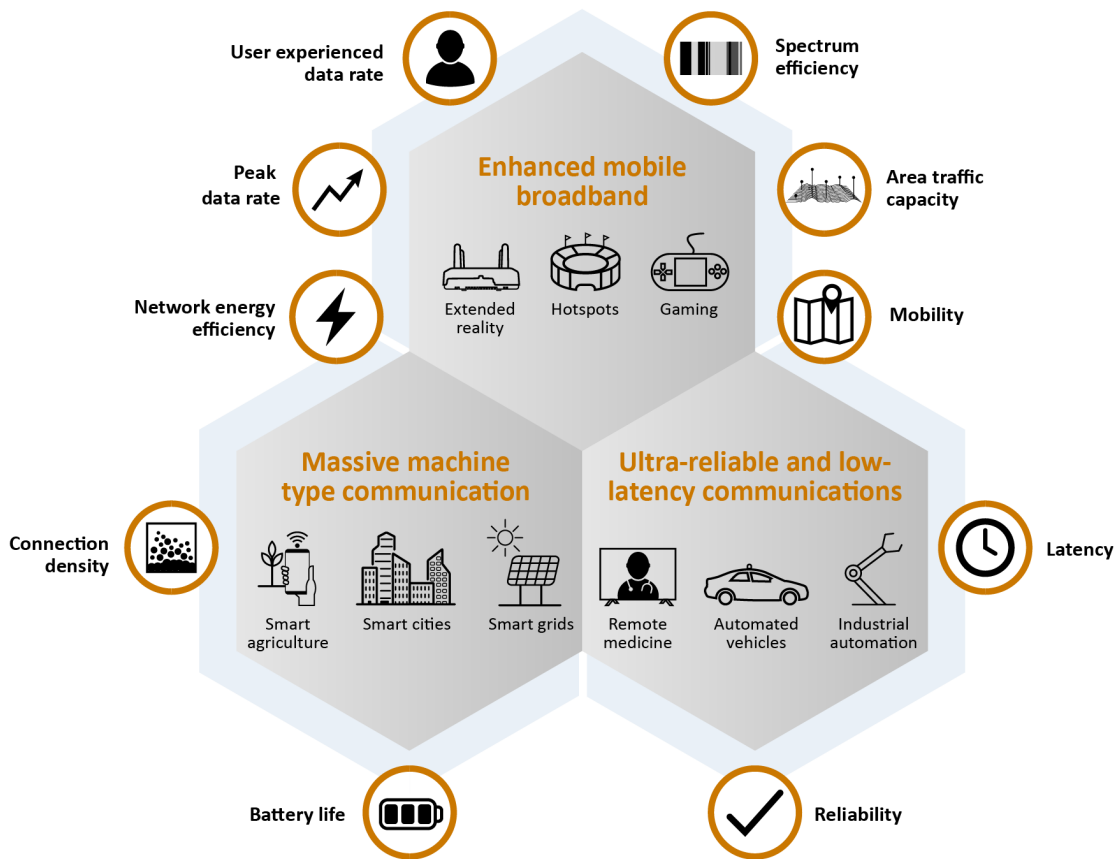 User experienced
data rate
Spectrum
efficiency
Peak
data rate
Enhanced mobile
broadband
Area traffic
capacity
Network energy
efficiency
Extended
reality
Hotspots
Gaming
Mobility
Massive machine
type communication
Ultra-reliable and low-
latency communications
Connection
density
Smart
agriculture
Smart cities
Smart grids
Remote
medicine
Automated
vehicles
Industrial
automation
Latency
Battery life
Reliability